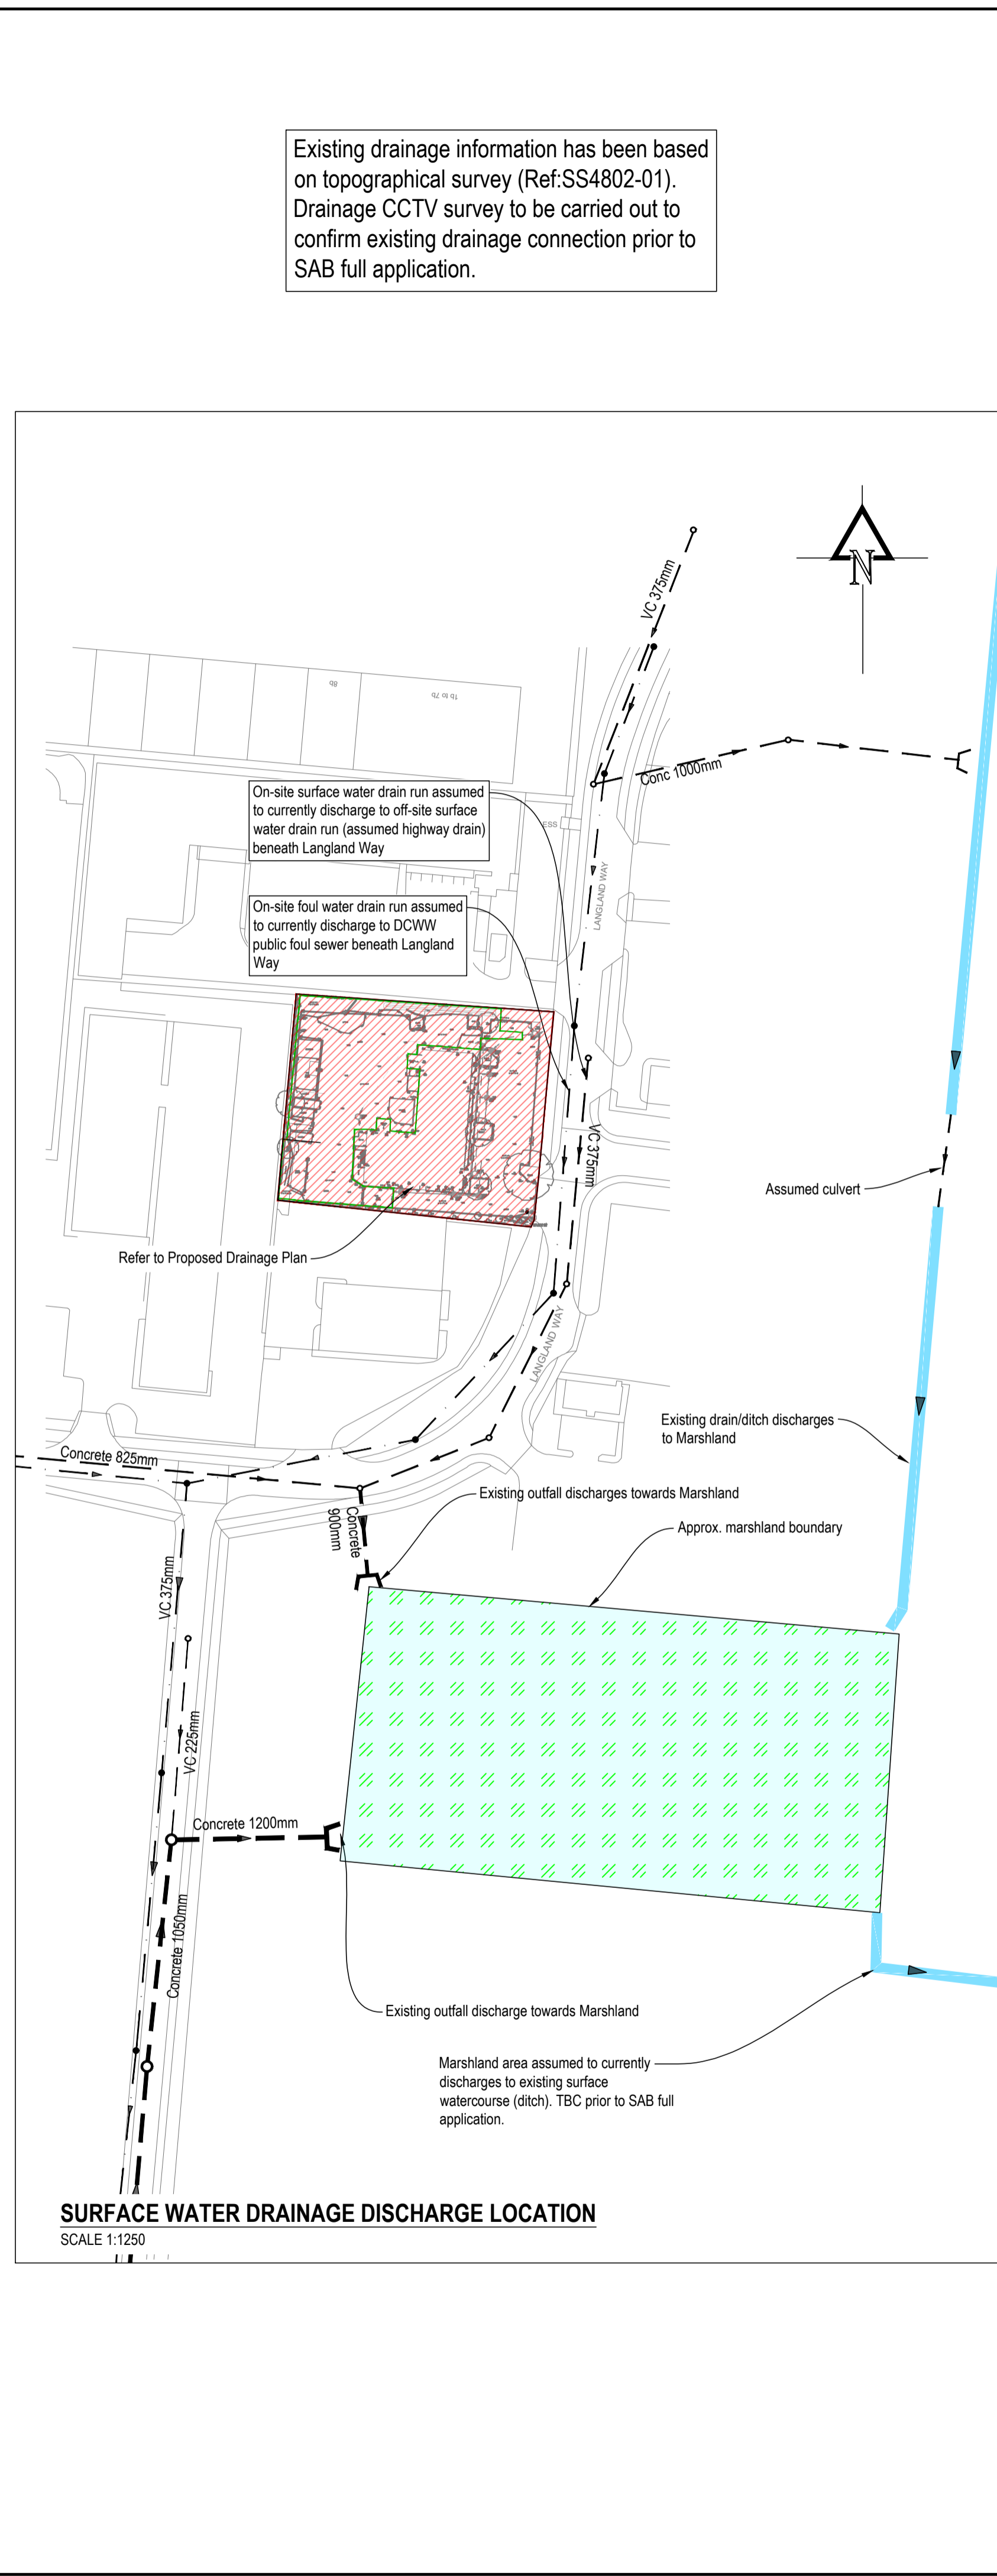 Existing drainage information has been based
on topographical survey (Ref:SS4802-01).
Drainage CCTV survey to be carried out to
confirm existing drainage connection prior to
SAB full application.
N
VC 375mm
8b
1b to 7b
Conc 1000mm
On-site surface water drain run assumed
to currently discharge to off-site surface
water drain run (assumed highway drain)
beneath Langland Way
ESS
LANGLAND WAY
On-site foul water drain run assumed
to currently discharge to DCWW
public foul sewer beneath Langland
Way
VC 375mm
Assumed culvert
Refer to Proposed Drainage Plan
LANGLAND WAY
Existing drain/ditch discharges
to Marshland
Concrete 825mm
Existing outfall discharges towards Marshland
Concrete
900mm
Approx. marshland boundary
VC 375mm
VC 225mm
Concrete 1200mm
Concrete 1050mm
Existing outfall discharge towards Marshland
Marshland area assumed to currently
discharges to existing surface
watercourse (ditch). TBC prior to SAB full
application.
SURFACE WATER DRAINAGE DISCHARGE LOCATION
SCALE 1:1250